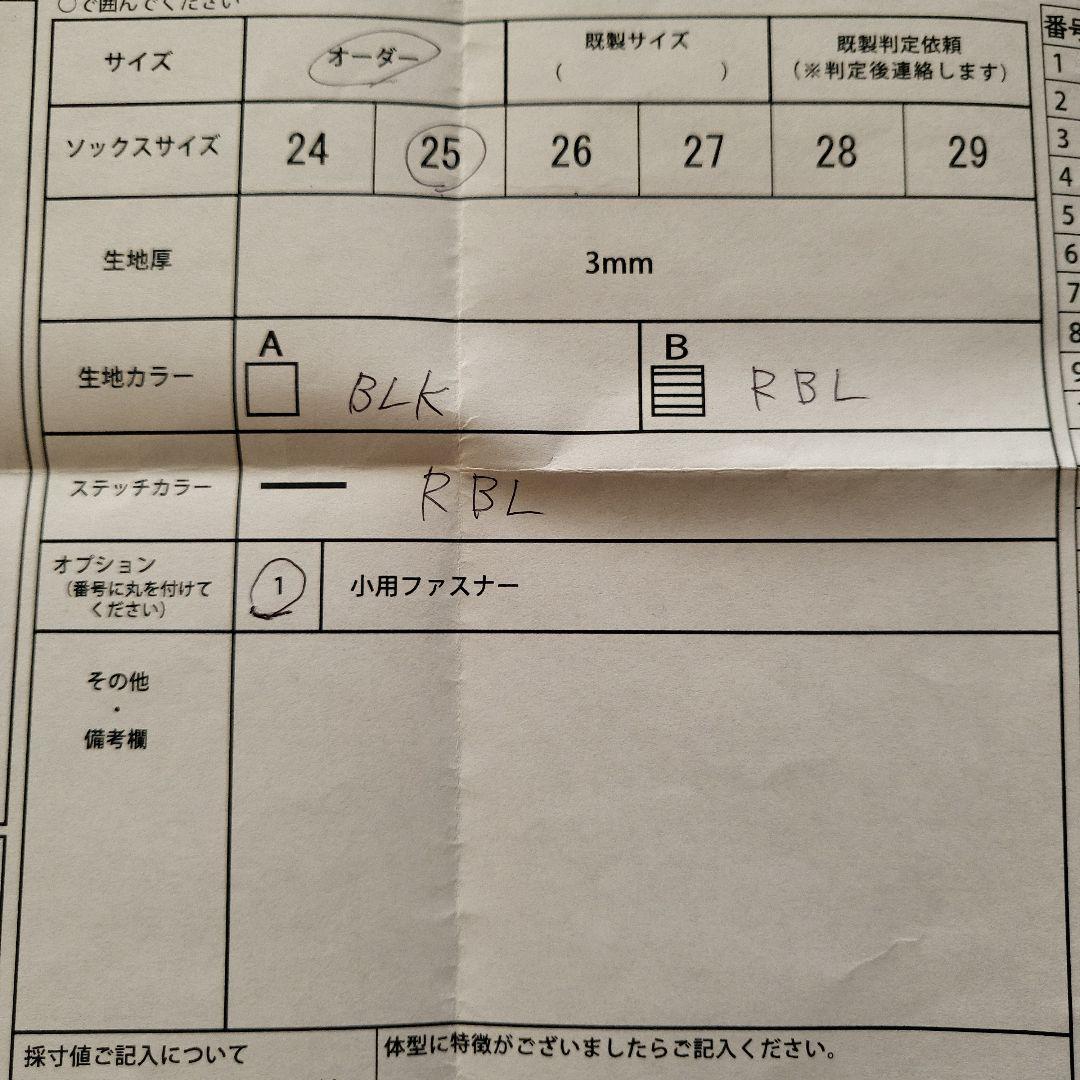 ○で囲んでください
サイズ
オーダー
既製サイズ
(　　　　)
既製判定依頼
(※判定後連絡します)
ソックスサイズ
24
25
26
27
28
29
生地厚
3mm
生地カラー
A
BLK
B
RBL
ステッチカラー
RBL
オプション
(番号に丸を付けて
ください)
1
小用ファスナー
その他
・
備考欄
採寸値ご記入について
体型に特徴がございましたらご記入ください。
番号
1
2
3
4
5
6
7
8
9